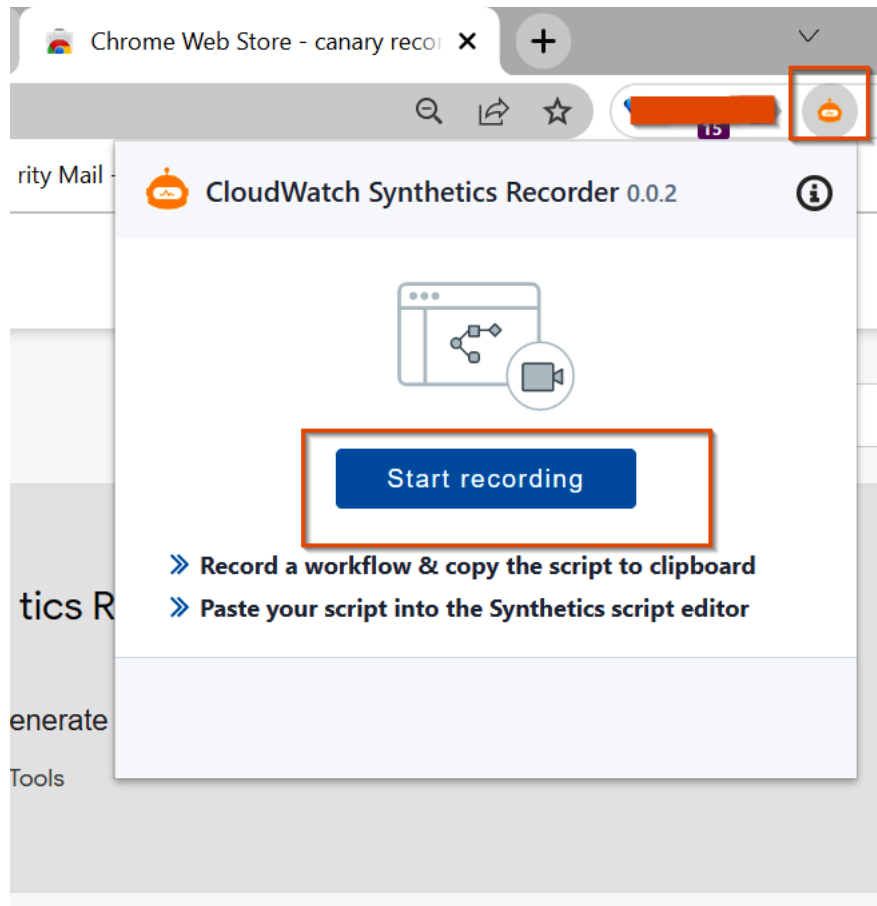 Chrome Web Store - canary reco
15
rity Mail -
CloudWatch Synthetics Recorder 0.0.2
Start recording
Record a workflow & copy the script to clipboard
Paste your script into the Synthetics script editor
tics R
enerate
Tools